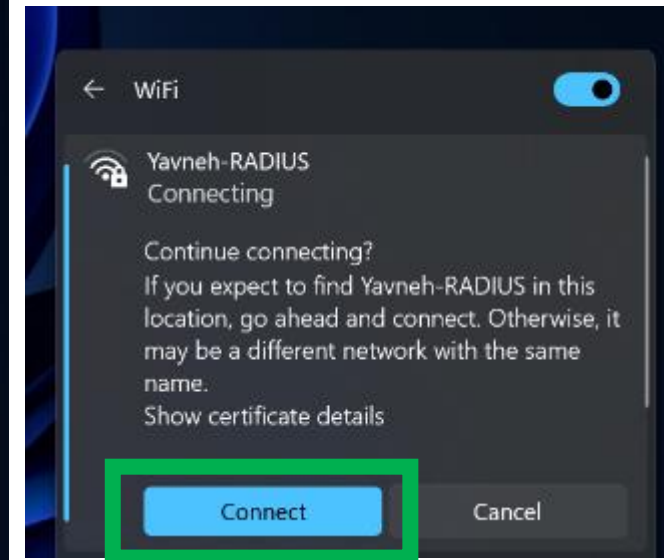 WiFi
Yavneh-RADIUS
Connecting
Continue connecting?
If you expect to find Yavneh-RADIUS in this
location, go ahead and connect. Otherwise, it
may be a different network with the same
name.
Show certificate details
Connect
Cancel